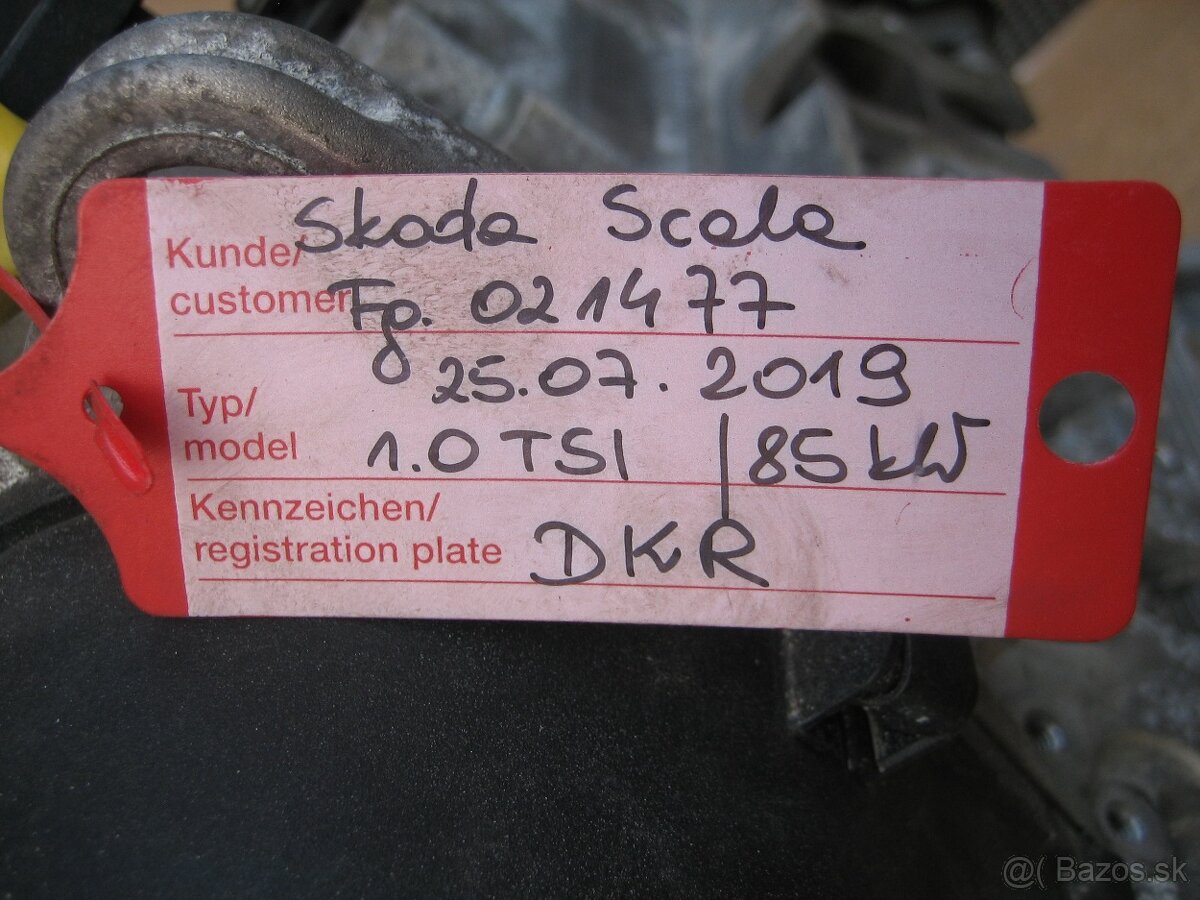 Skoda Scala
Kunde/
customer Fg. 021477
25.07.2019
Typ/
model 1.0 TSI | 85 kW
Kennzeichen/
registration plate DKR
@( Bazos.sk